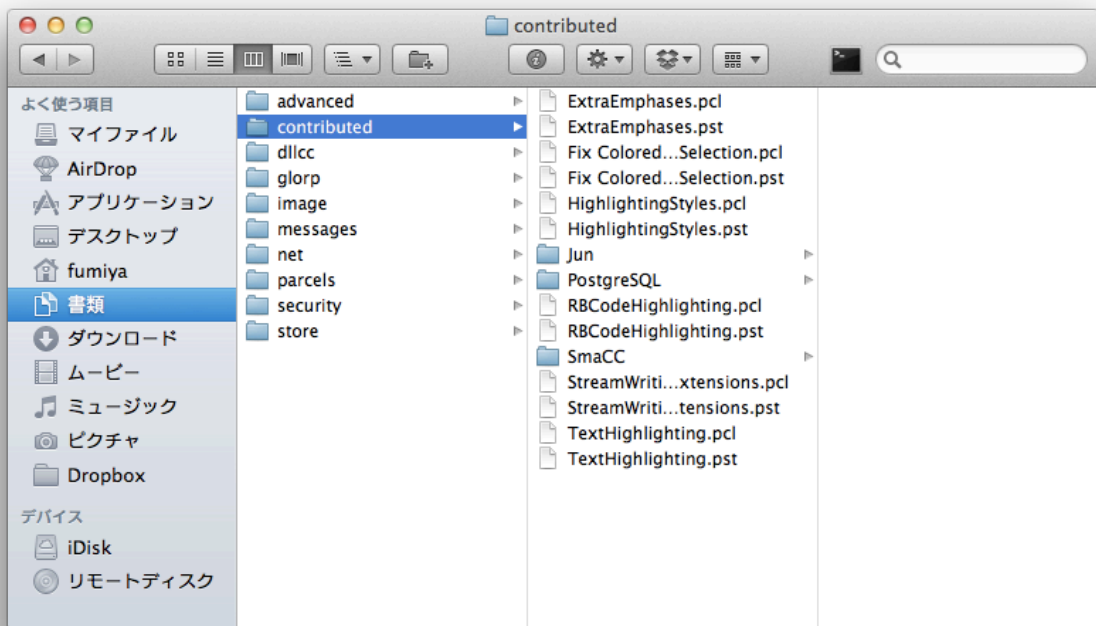 contributed
よく使う項目
マイファイル
AirDrop
アプリケーション
デスクトップ
fumiya
書類
ダウンロード
ムービー
ミュージック
ピクチャ
Dropbox
デバイス
iDisk
リモートディスク
advanced
contributed
dllcc
glorp
image
messages
net
parcels
security
store
ExtraEmphases.pcl
ExtraEmphases.pst
Fix Colored...Selection.pcl
Fix Colored...Selection.pst
HighlightingStyles.pcl
HighlightingStyles.pst
Jun
PostgreSQL
RBCodeHighlighting.pcl
RBCodeHighlighting.pst
SmaCC
StreamWriti...xtensions.pcl
StreamWriti...tensions.pst
TextHighlighting.pcl
TextHighlighting.pst